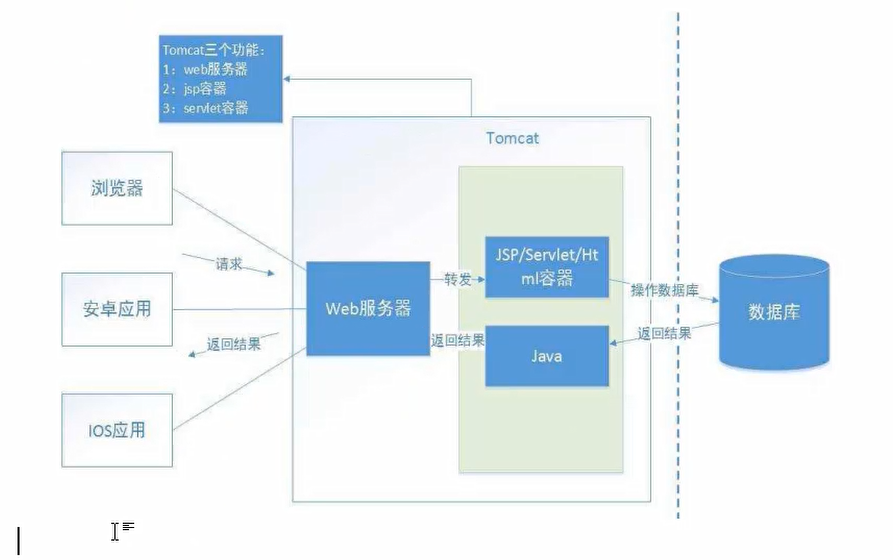 Tomcat三个功能：
1：web服务器
2：jsp容器
3：servlet容器
Tomcat
浏览器
请求
安卓应用
返回结果
IOS应用
Web服务器
转发
返回结果
JSP/Servlet/Ht
ml容器
Java
操作数据库
返回结果
数据库